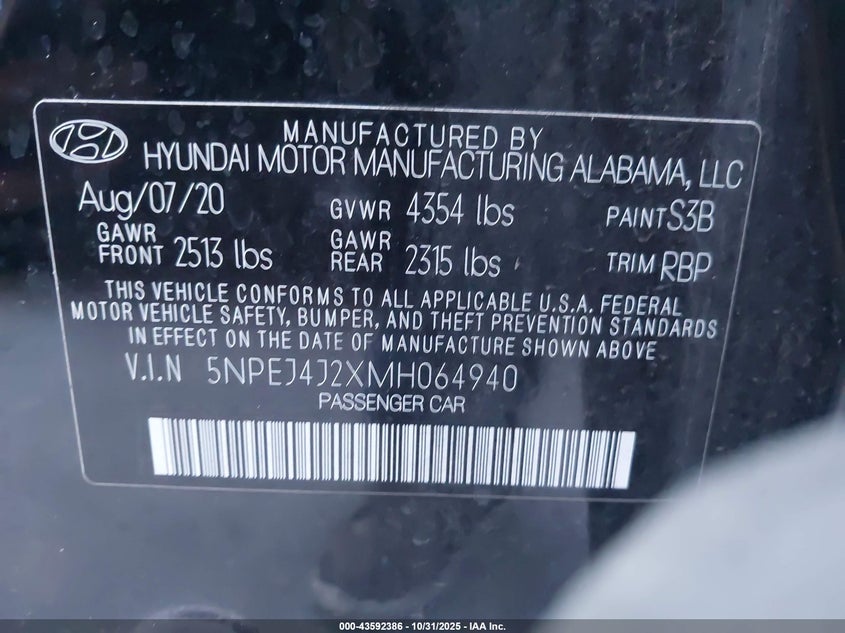 MANUFACTURED BY
HYUNDAI MOTOR MANUFACTURING ALABAMA, LLC
Aug/07/20 GVWR 4354 lbs PAINT S3B
GAWR FRONT 2513 lbs GAWR REAR 2315 lbs TRIM RBP
THIS VEHICLE CONFORMS TO ALL APPLICABLE U.S.A. FEDERAL
MOTOR VEHICLE SAFETY, BUMPER, AND THEFT PREVENTION STANDARDS
IN EFFECT ON THE DATE OF MANUFACTURE SHOWN ABOVE
V.I.N 5NPEJ4J2XMH064940
PASSENGER CAR
000-43592386 - 10/31/2025 - IAA Inc.